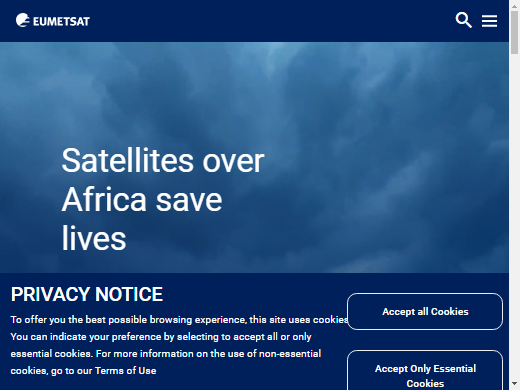 EUMETSAT
Satellites over
Africa save
lives
PRIVACY NOTICE
To offer you the best possible browsing experience, this site uses cookies
You can indicate your preference by selecting to accept all or only
essential cookies. For more information on the use of non-essential
cookies, go to our Terms of Use
Accept all Cookies
Accept Only Essential
Cookies